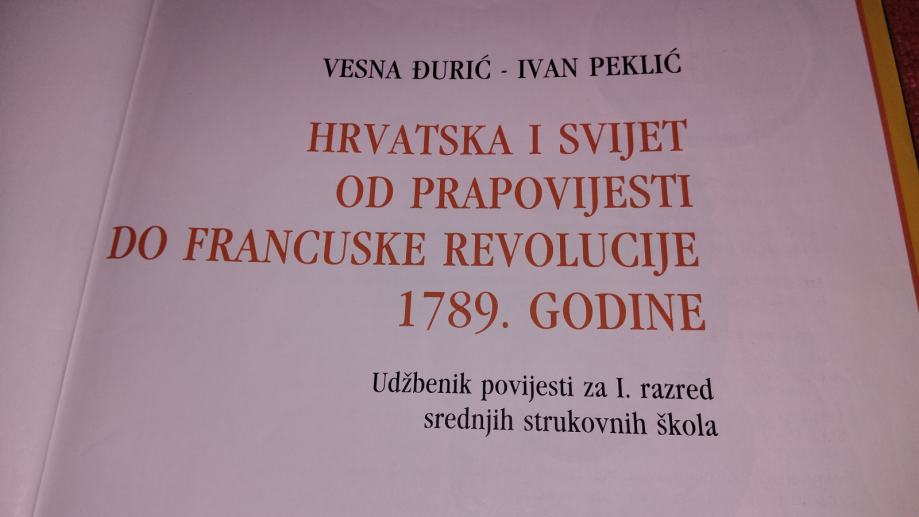 VESNA ĐURIĆ - IVAN PEKLIĆ
HRVATSKA I SVIJET
OD PRAPOVIJESTI
DO FRANCUSKE REVOLUCIJE
1789. GODINE
Udžbenik povijesti za I. razred
srednjih strukovnih škola